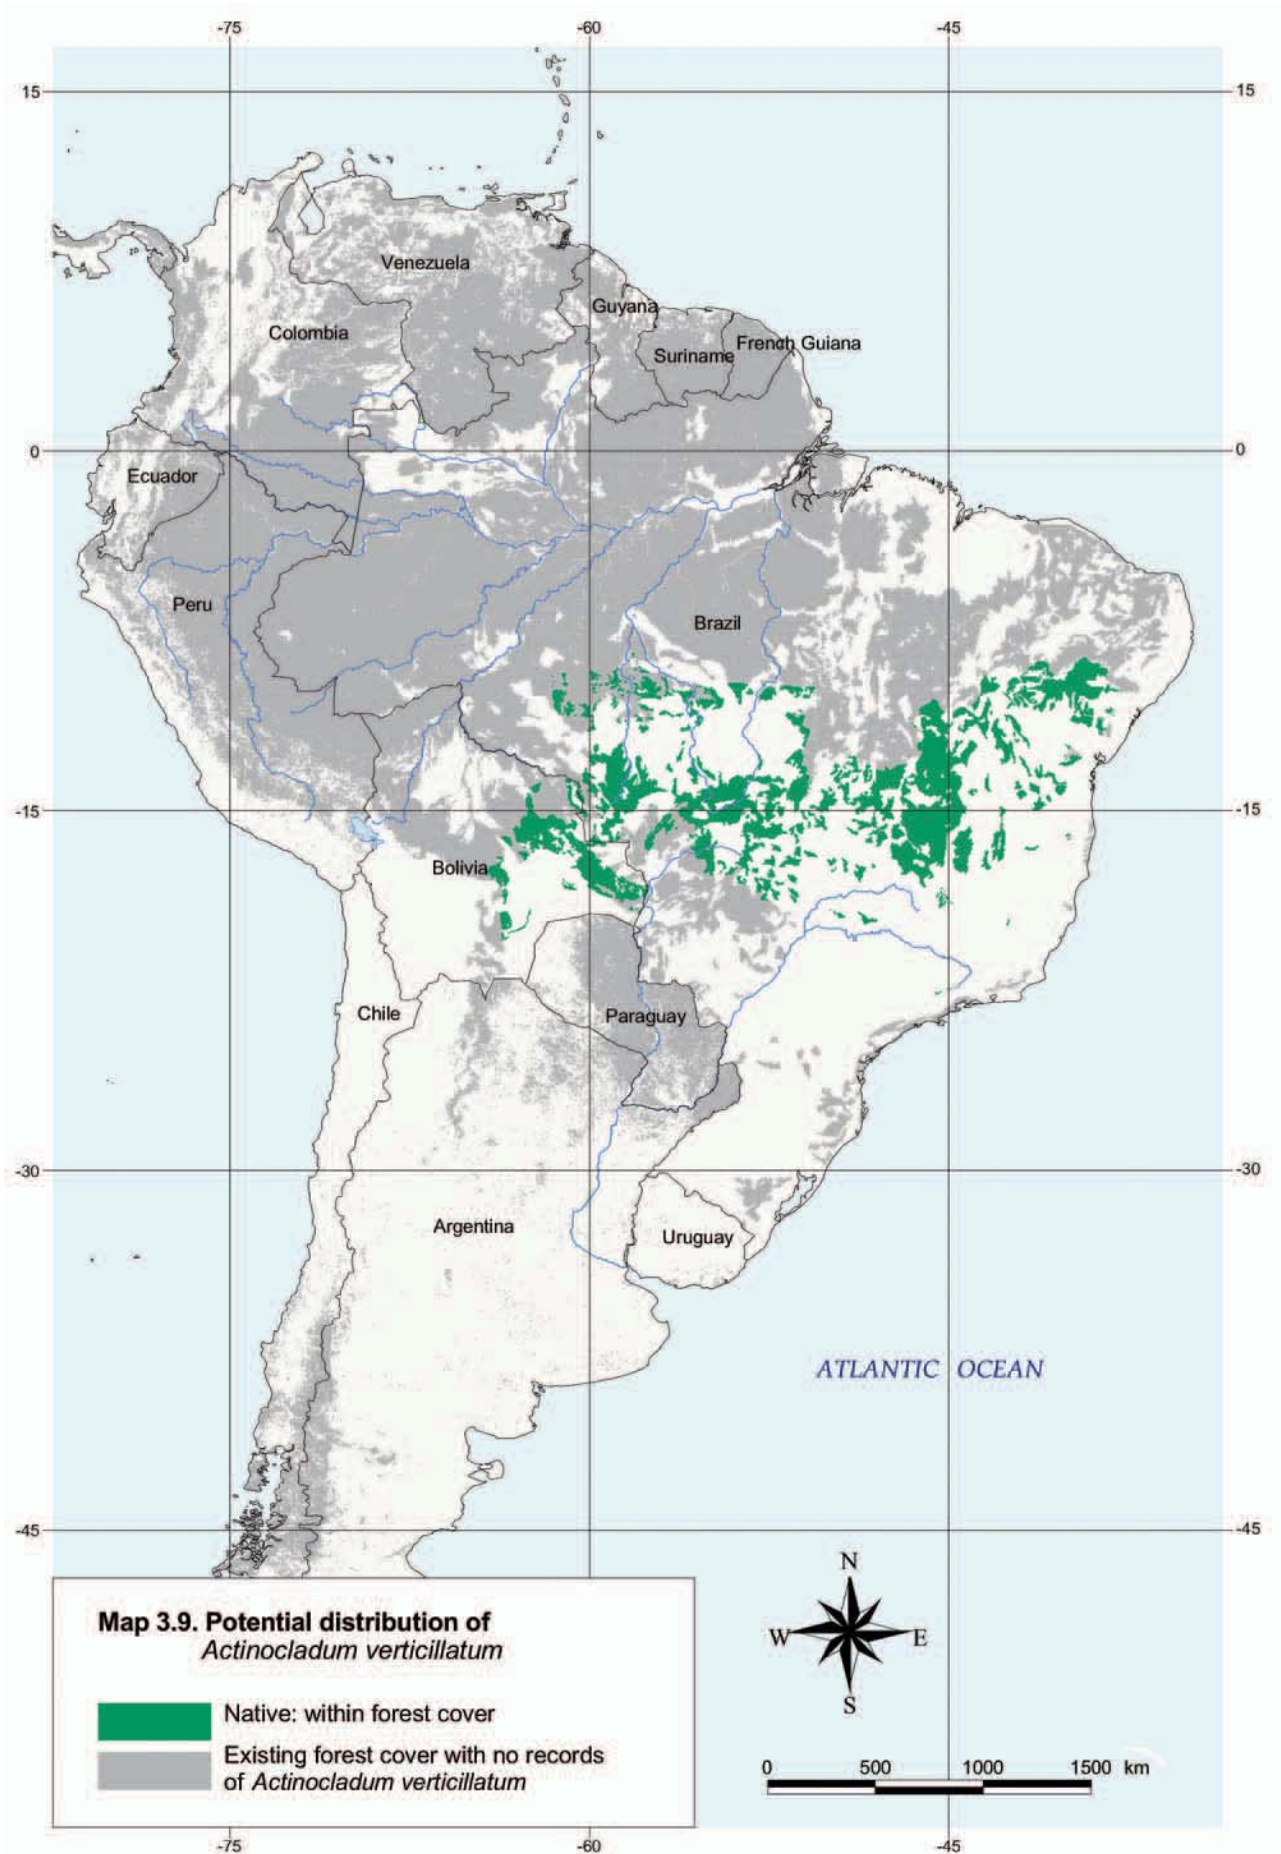 -75 -60 -45
15 15
Venezuela
Guyana
Colombia
French Guiana
Suriname
0 0
Ecuador
Peru
Brazil
-15 -15
Bolivia
Chile
Paraguay
-30 -30
Argentina
Uruguay
ATLANTIC OCEAN
-45 -45
N
W E
S
Map 3.9. Potential distribution of
Actinocladum verticillatum
Native: within forest cover
Existing forest cover with no records
of Actinocladum verticillatum
0 500 1000 1500 km
-75 -60 -45